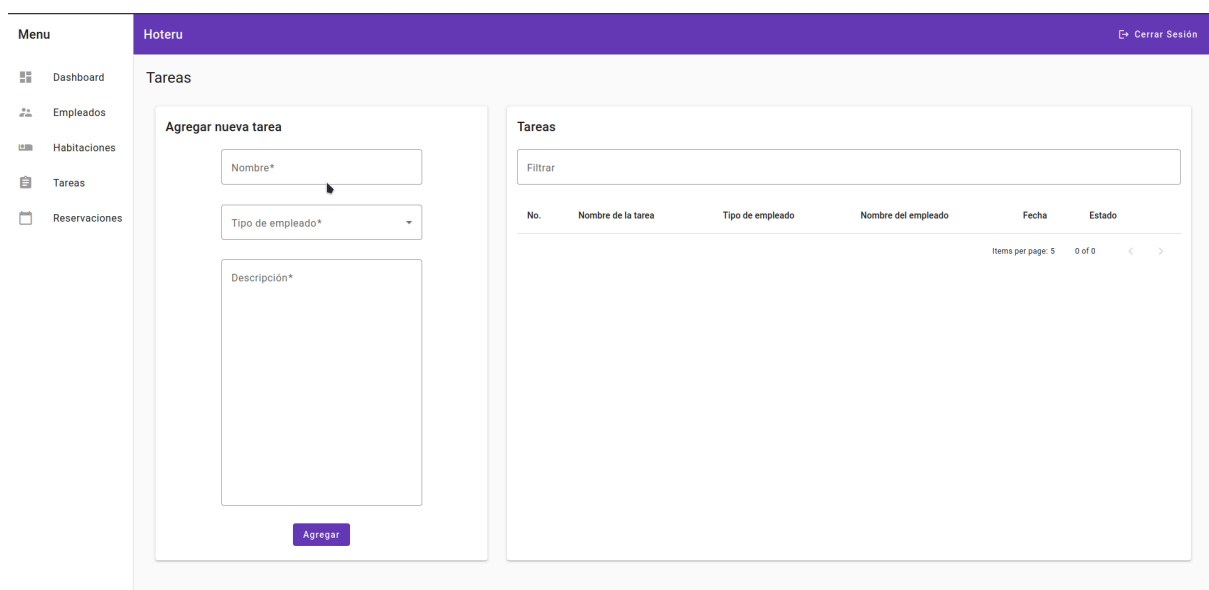 Menu
Hoteru
Cerrar Sesión
Dashboard
Empleados
Habitaciones
Tareas
Reservaciones
Tareas
Agregar nueva tarea
Nombre*
Tipo de empleado*
Descripción*
Agregar
Tareas
Filtrar
No. Nombre de la tarea Tipo de empleado Nombre del empleado Fecha Estado
Items per page: 5 0 of 0